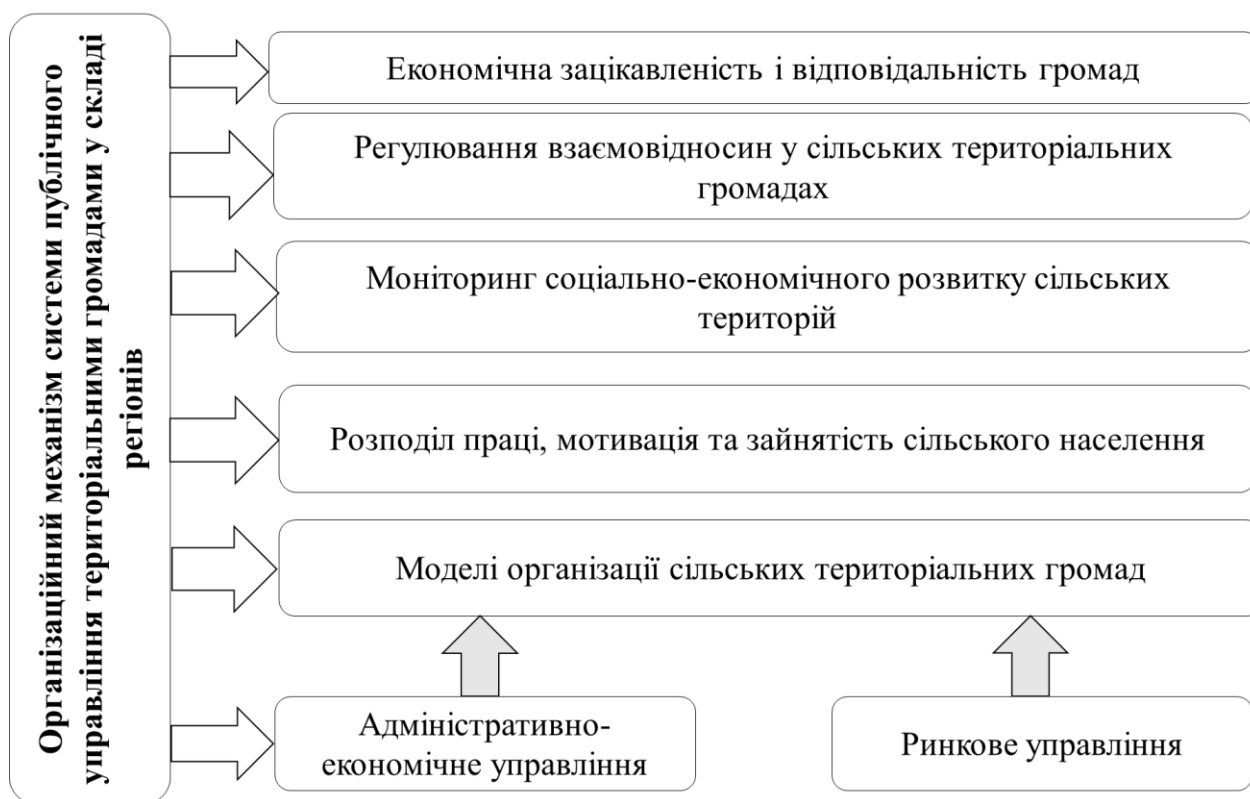 Організаційний механізм системи публічного
управління територіальними громадами у складі
регіонів
Економічна зацікавленість і відповідальність громад
Регулювання взаємовідносин у сільських територіальних
громадах
Моніторинг соціально-економічного розвитку сільських
територій
Розподіл праці, мотивація та зайнятість сільського населення
Моделі організації сільських територіальних громад
Адміністративно-
економічне управління
Ринкове управління